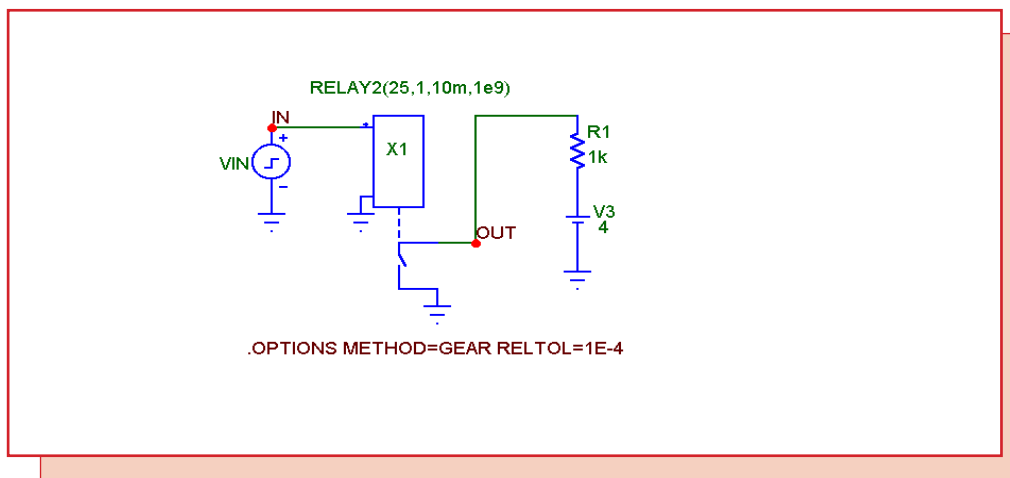 RELAY2(25,1,10m,1e9)
IN
X1
VIN
R1
1k
V3
4
OUT
.OPTIONS METHOD=GEAR RELTOL=1E-4